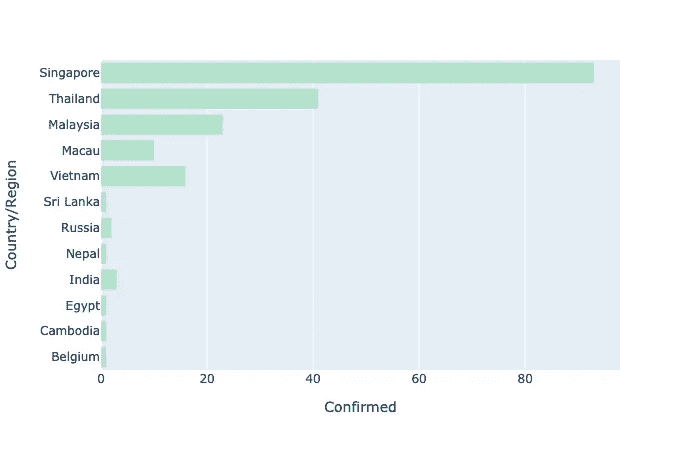 Singapore
Thailand
Malaysia
Macau
Vietnam
Sri Lanka
Russia
Nepal
India
Egypt
Cambodia
Belgium
Country/Region
0 20 40 60 80
Confirmed